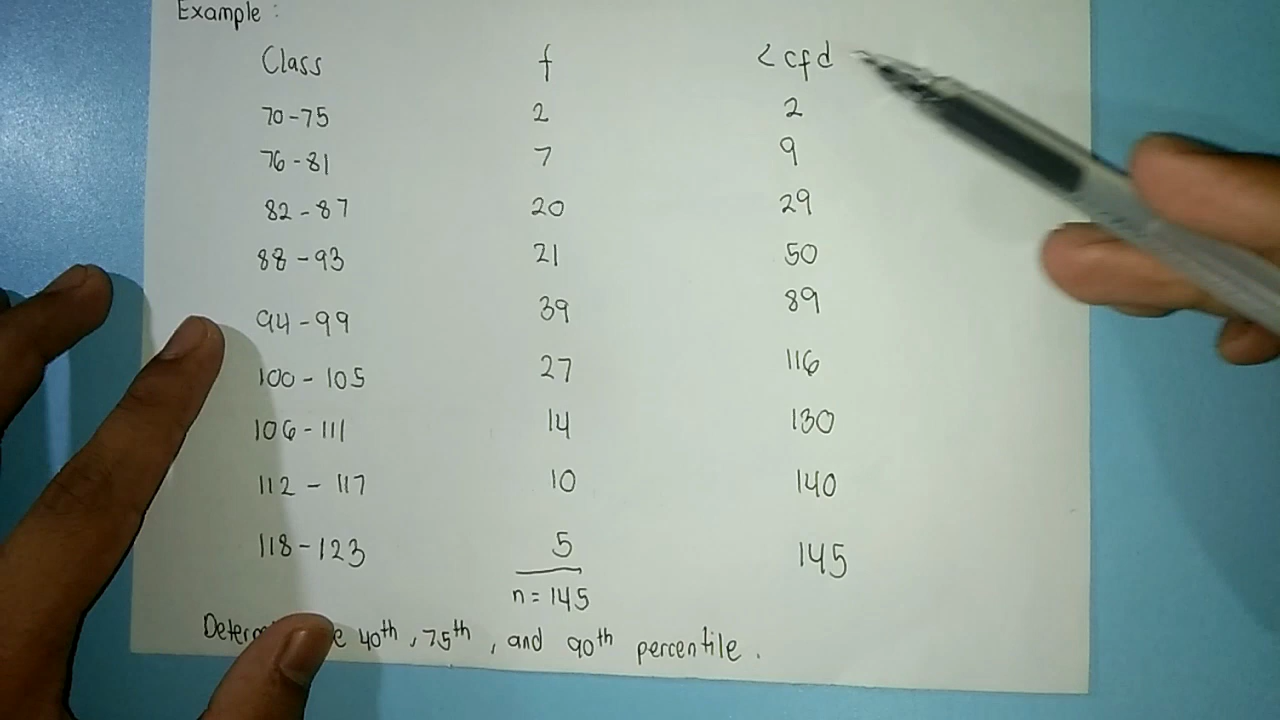 Example :
Class f < cfd
70-75 2 2
76-81 7 9
82-87 20 29
88-93 21 50
94-99 39 89
100-105 27 116
106-111 14 130
112-117 10 140
118-123 5 145
n = 145
40th, 75th, and 90th percentile.